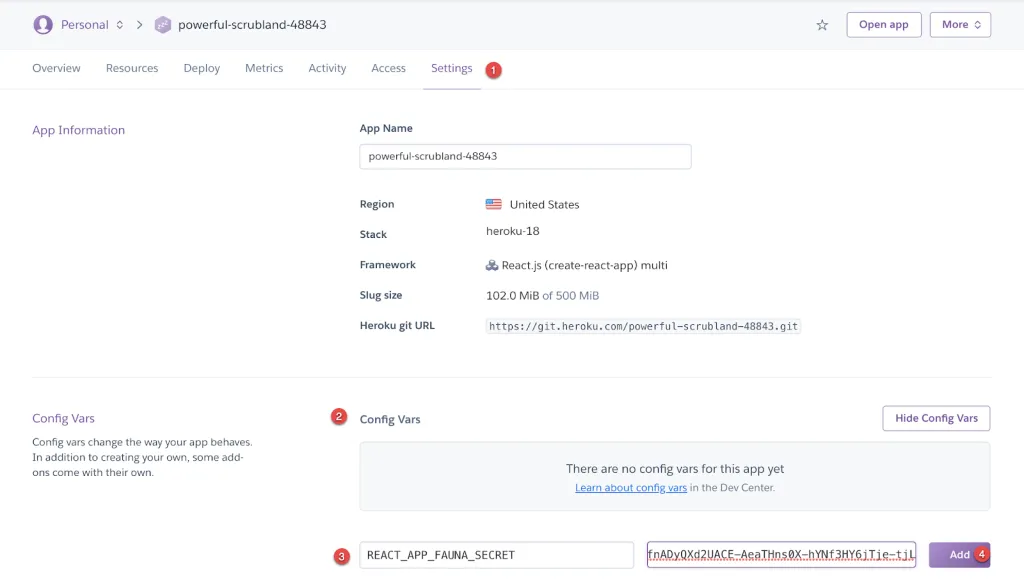 Personal powerful-scrubland-48843 Open app More
Overview Resources Deploy Metrics Activity Access Settings 1
App Information
App Name
powerful-scrubland-48843
Region United States
Stack heroku-18
Framework React.js (create-react-app) multi
Slug size 102.0 MiB of 500 MiB
Heroku git URL https://git.heroku.com/powerful-scrubland-48843.git
Config Vars
Config vars change the way your app behaves.
In addition to creating your own, some add-
ons come with their own.
2 Config Vars Hide Config Vars
There are no config vars for this app yet
Learn about config vars in the Dev Center.
3 REACT_APP_FAUNA_SECRET fnADyQXd2UACE-AeaTHns0X-hYNf3HY6jTje-tjL Add 4